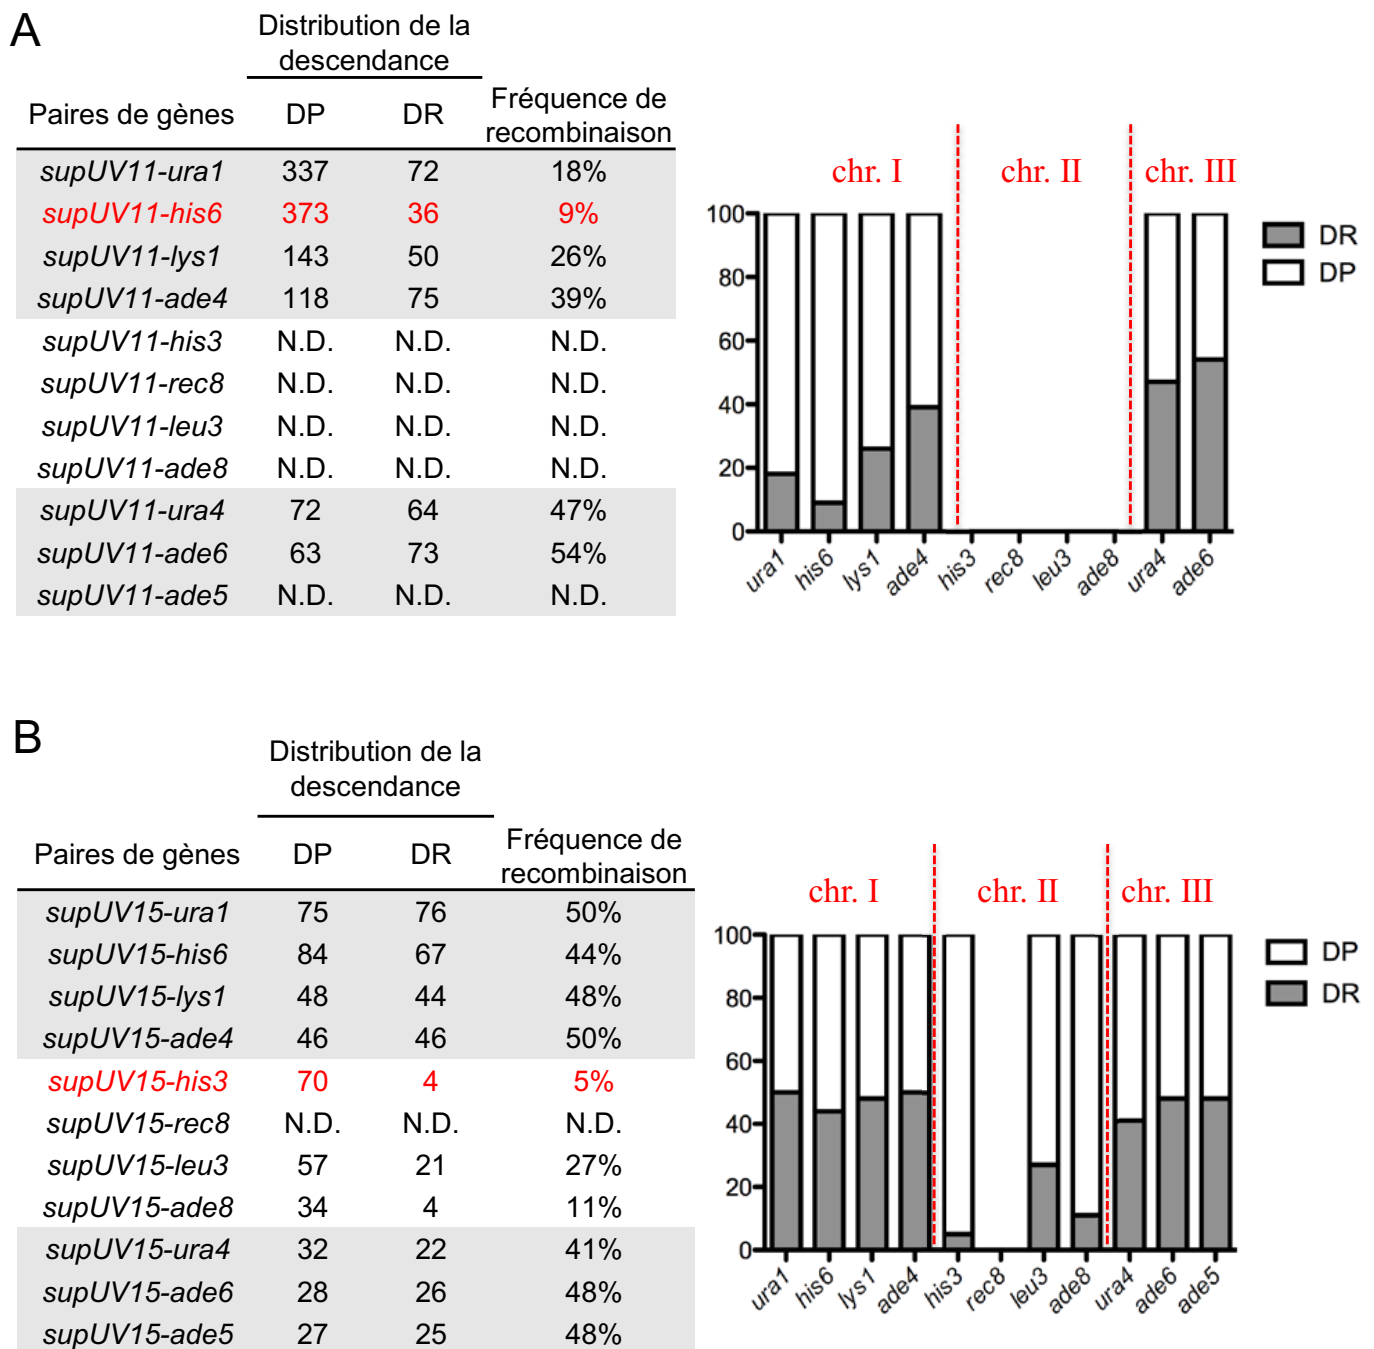 A
Distribution de la
descendance
Paires de gènes DP DR Fréquence de
recombinaison
supUV11-ura1 337 72 18%
supUV11-his6 373 36 9%
supUV11-lys1 143 50 26%
supUV11-ade4 118 75 39%
supUV11-his3 N.D. N.D. N.D.
supUV11-rec8 N.D. N.D. N.D.
supUV11-leu3 N.D. N.D. N.D.
supUV11-ade8 N.D. N.D. N.D.
supUV11-ura4 72 64 47%
supUV11-ade6 63 73 54%
supUV11-ade5 N.D. N.D. N.D.
chr. I chr. II chr. III
100
80
60
40
20
0
ura1 his6 lys1 ade4 his3 rec8 leu3 ade8 ura4 ade6
DR
DP
B
Distribution de la
descendance
Paires de gènes DP DR Fréquence de
recombinaison
supUV15-ura1 75 76 50%
supUV15-his6 84 67 44%
supUV15-lys1 48 44 48%
supUV15-ade4 46 46 50%
supUV15-his3 70 4 5%
supUV15-rec8 N.D. N.D. N.D.
supUV15-leu3 57 21 27%
supUV15-ade8 34 4 11%
supUV15-ura4 32 22 41%
supUV15-ade6 28 26 48%
supUV15-ade5 27 25 48%
chr. I chr. II chr. III
100
80
60
40
20
0
ura1 his6 lys1 ade4 his3 rec8 leu3 ade8 ura4 ade6 ade5
DP
DR